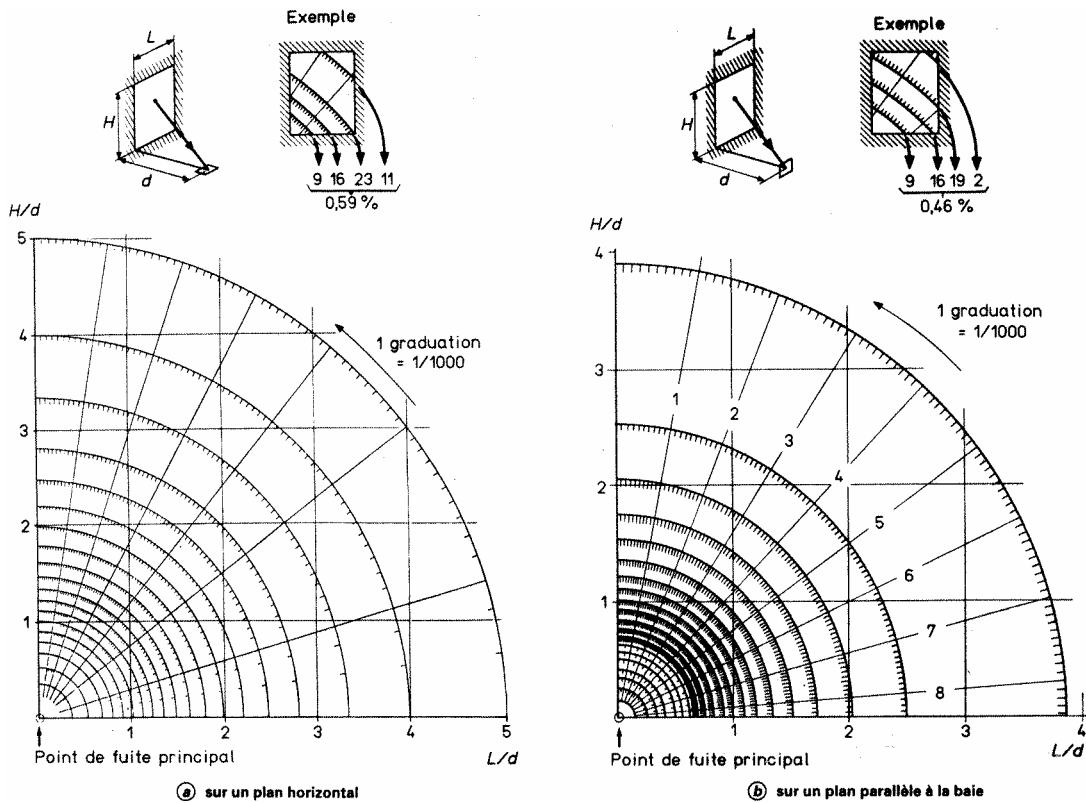 Exemple
L
H
d
9 16 23 11
0,59 %
H/d
5
4
3
2
1
1 graduation
= 1/1000
1 2 3 4 5
Point de fuite principal
L/d
a sur un plan horizontal
Exemple
L
H
d
9 16 19 2
0,46 %
H/d
4
3
2
1
1 graduation
= 1/1000
1
2
3
4
5
6
7
8
1 2 3 4
Point de fuite principal
L/d
b sur un plan parallèle à la baie